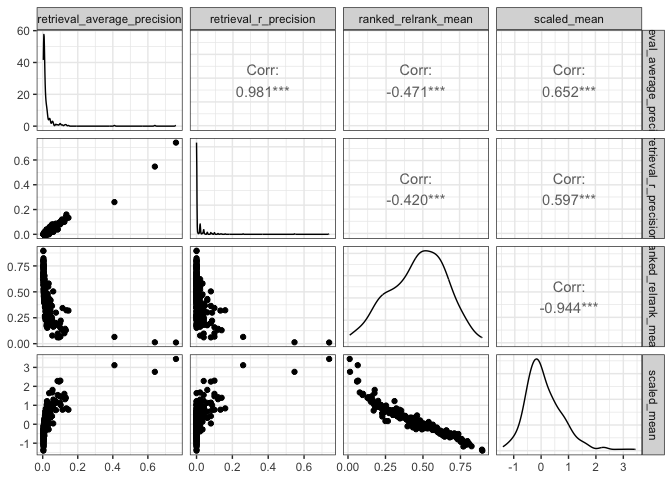 retrieval_average_precision
retrieval_r_precision
ranked_relrank_mean
scaled_mean
60
40
20
0
Corr:
0.981***
Corr:
-0.471***
Corr:
0.652***
eval_average_preci
0.6
0.4
0.2
0.0
Corr:
-0.420***
Corr:
0.597***
retrieval_r_precision
0.75
0.50
0.25
0.00
Corr:
-0.944***
anked_relrank_mea
3
2
1
0
-1
scaled_mean
0.0
0.2
0.4
0.6
0.0
0.2
0.4
0.6
0.00
0.25
0.50
0.75
-1
0
1
2
3